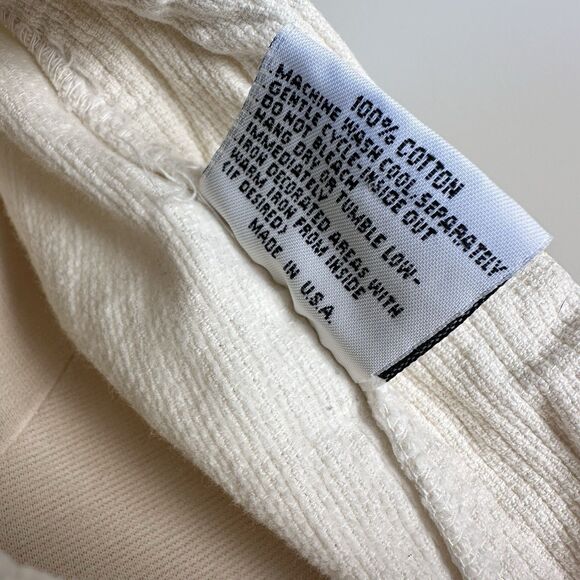 100% COTTON
MACHINE WASH COOL, SEPARATELY
GENTLE CYCLE INSIDE OUT
DO NOT BLEACH
HANG DRY OR TUMBLE LOW-
IMMEDIATELY
IRON DECORATED AREAS WITH
WARM IRON FROM INSIDE
(IF DESIRED)
MADE IN U.S.A.